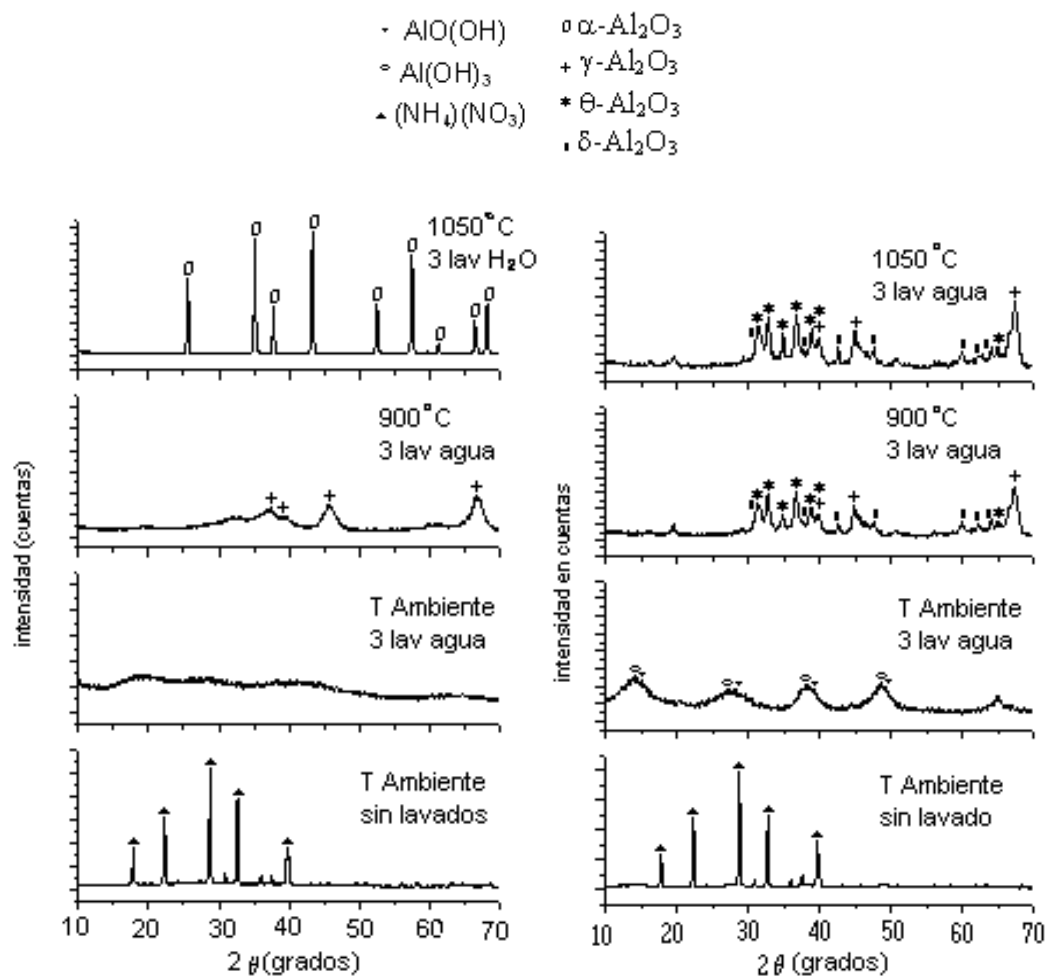 AlO(OH)
Al(OH)₃
(NH₄)(NO₃)
α-Al₂O₃
+ γ-Al₂O₃
* θ-Al₂O₃
δ-Al₂O₃
intensidad (cuentas)
1050°C
3 lav H₂O
900°C
3 lav agua
T Ambiente
3 lav agua
T Ambiente
sin lavados
10 20 30 40 50 60 70
2 θ (grados)
intensidad en cuentas
1050°C
3 lav agua
900°C
3 lav agua
T Ambiente
3 lav agua
T Ambiente
sin lavado
10 20 30 40 50 60 70
2 θ (grados)